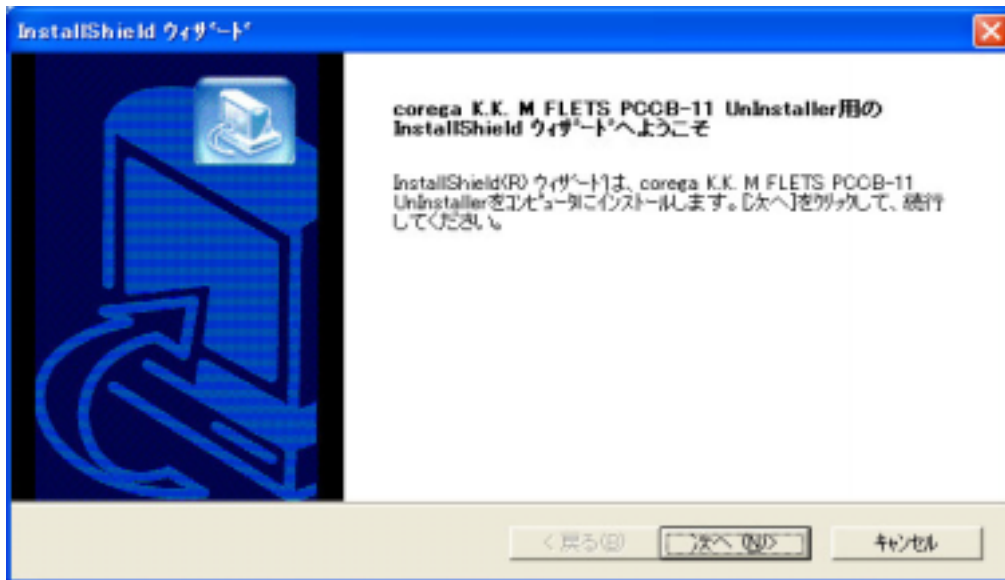 InstallShield ウィザード
corega K.K. M FLETS PCCB-11 UnInstaller用の
InstallShield ウィザードへようこそ
InstallShield(R) ウィザードは、corega K.K. M FLETS PCCB-11
UnInstallerをコンピュータにインストールします。[次へ]をクリックして、続行
してください。
< 戻る(B)
次へ (N)>
キャンセル